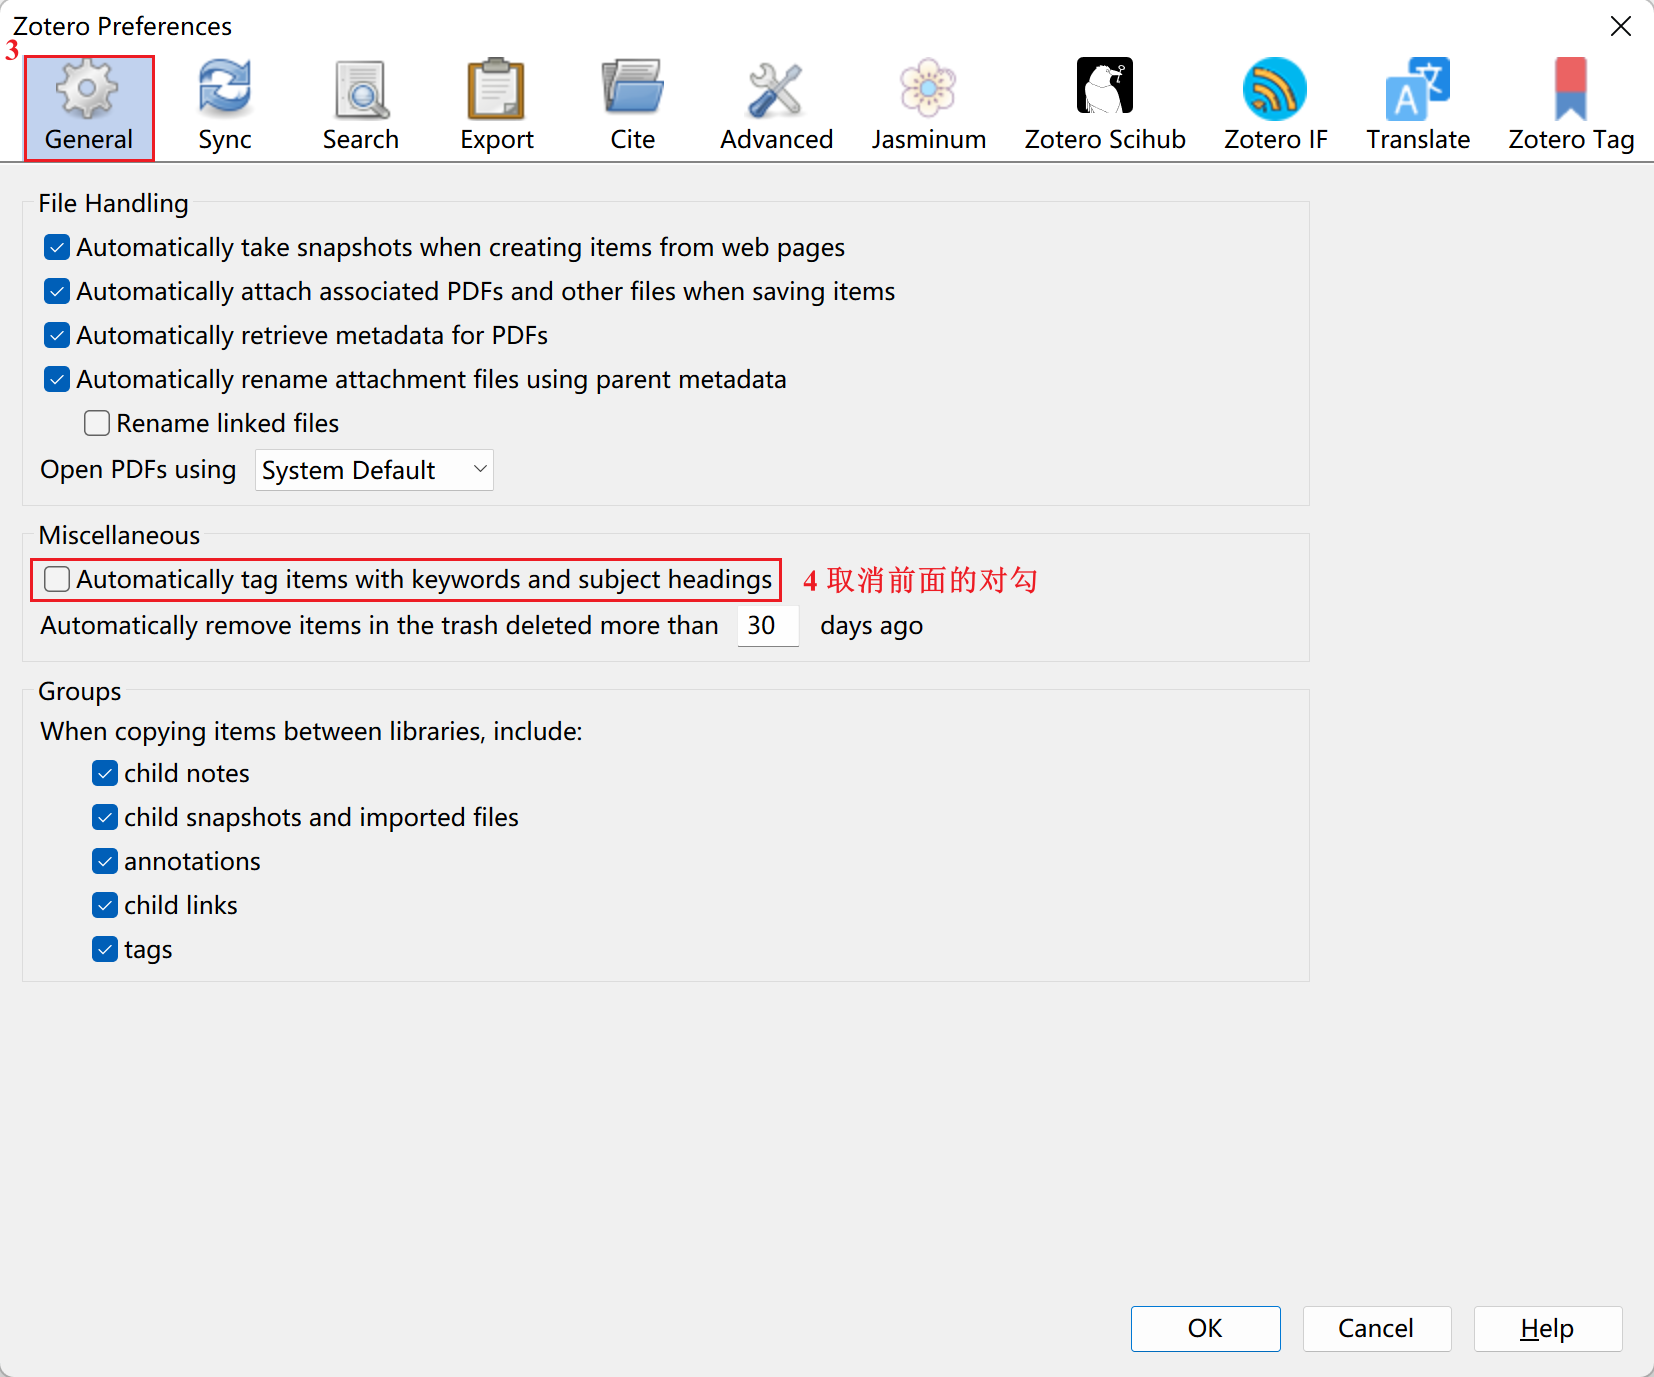 Zotero Preferences
3
General Sync Search Export Cite Advanced Jasminum Zotero Scihub Zotero IF Translate Zotero Tag
File Handling
Automatically take snapshots when creating items from web pages
Automatically attach associated PDFs and other files when saving items
Automatically retrieve metadata for PDFs
Automatically rename attachment files using parent metadata
Rename linked files
Open PDFs using System Default
Miscellaneous
Automatically tag items with keywords and subject headings 4 取消前面的对勾
Automatically remove items in the trash deleted more than 30 days ago
Groups
When copying items between libraries, include:
child notes
child snapshots and imported files
annotations
child links
tags
OK Cancel Help